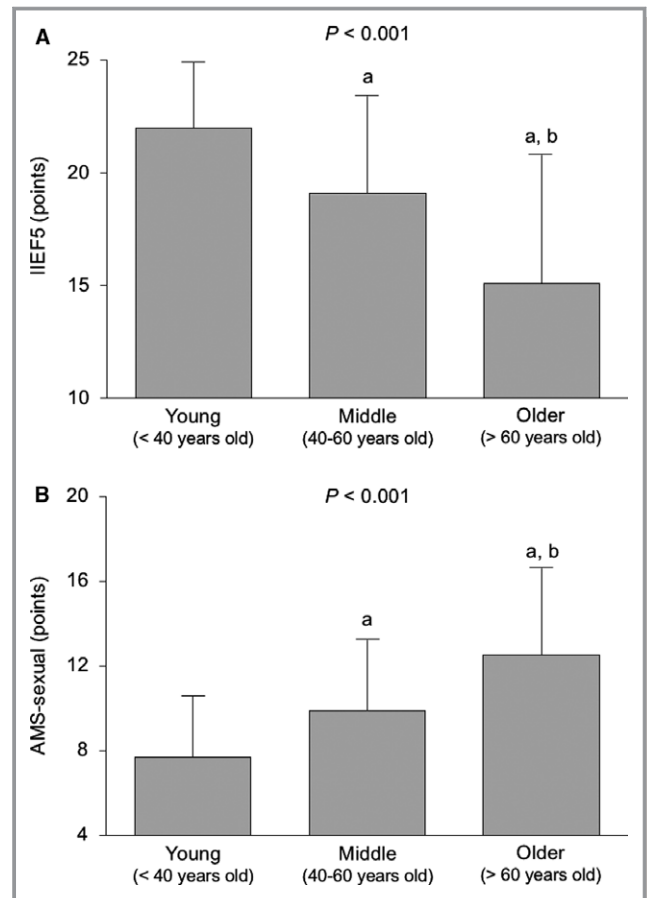 A
P < 0.001
25
20
15
10
IIEF5 (points)
a
a, b
Young
(< 40 years old)
Middle
(40-60 years old)
Older
(> 60 years old)
B
P < 0.001
20
16
12
8
4
AMS-sexual (points)
a
a, b
Young
(< 40 years old)
Middle
(40-60 years old)
Older
(> 60 years old)